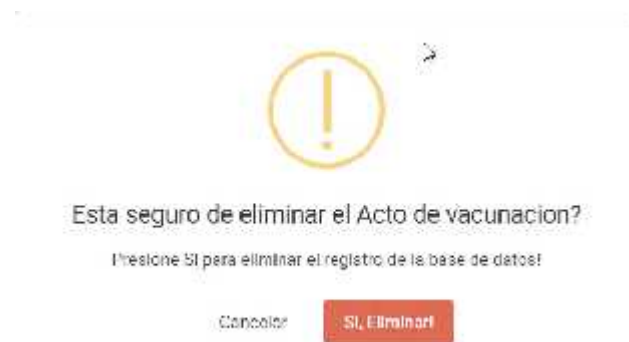 Esta seguro de eliminar el Acto de vacunacion?
Presione SI para eliminar el registro de la base de datos!
Cancelar
SI, Eliminar!